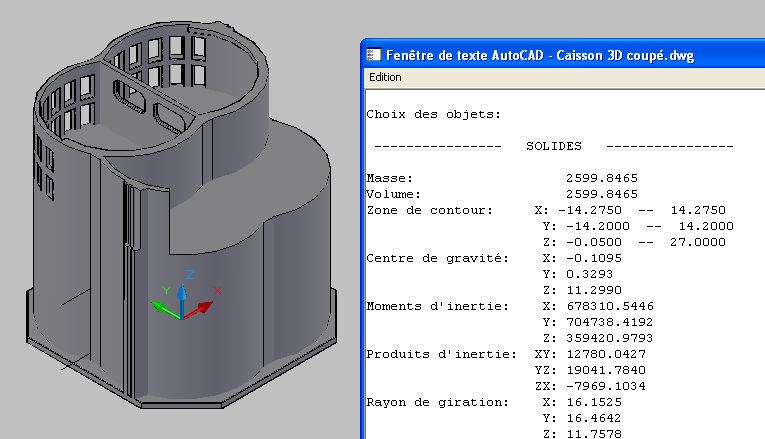 Fenêtre de texte AutoCAD - Caisson 3D coupé.dwg
Edition
Choix des objets:
---------------- SOLIDES ----------------
Masse: 2599.8465
Volume: 2599.8465
Zone de contour: X: -14.2750 -- 14.2750
Y: -14.2000 -- 14.2000
Z: -0.0500 -- 27.0000
Centre de gravité: X: -0.1095
Y: 0.3293
Z: 11.2990
Moments d'inertie: X: 678310.5446
Y: 704738.4192
Z: 359420.9793
Produits d'inertie: XY: 12780.0427
YZ: 19041.7840
ZX: -7969.1034
Rayon de giration: X: 16.1525
Y: 16.4642
Z: 11.7578
Z
Y
X